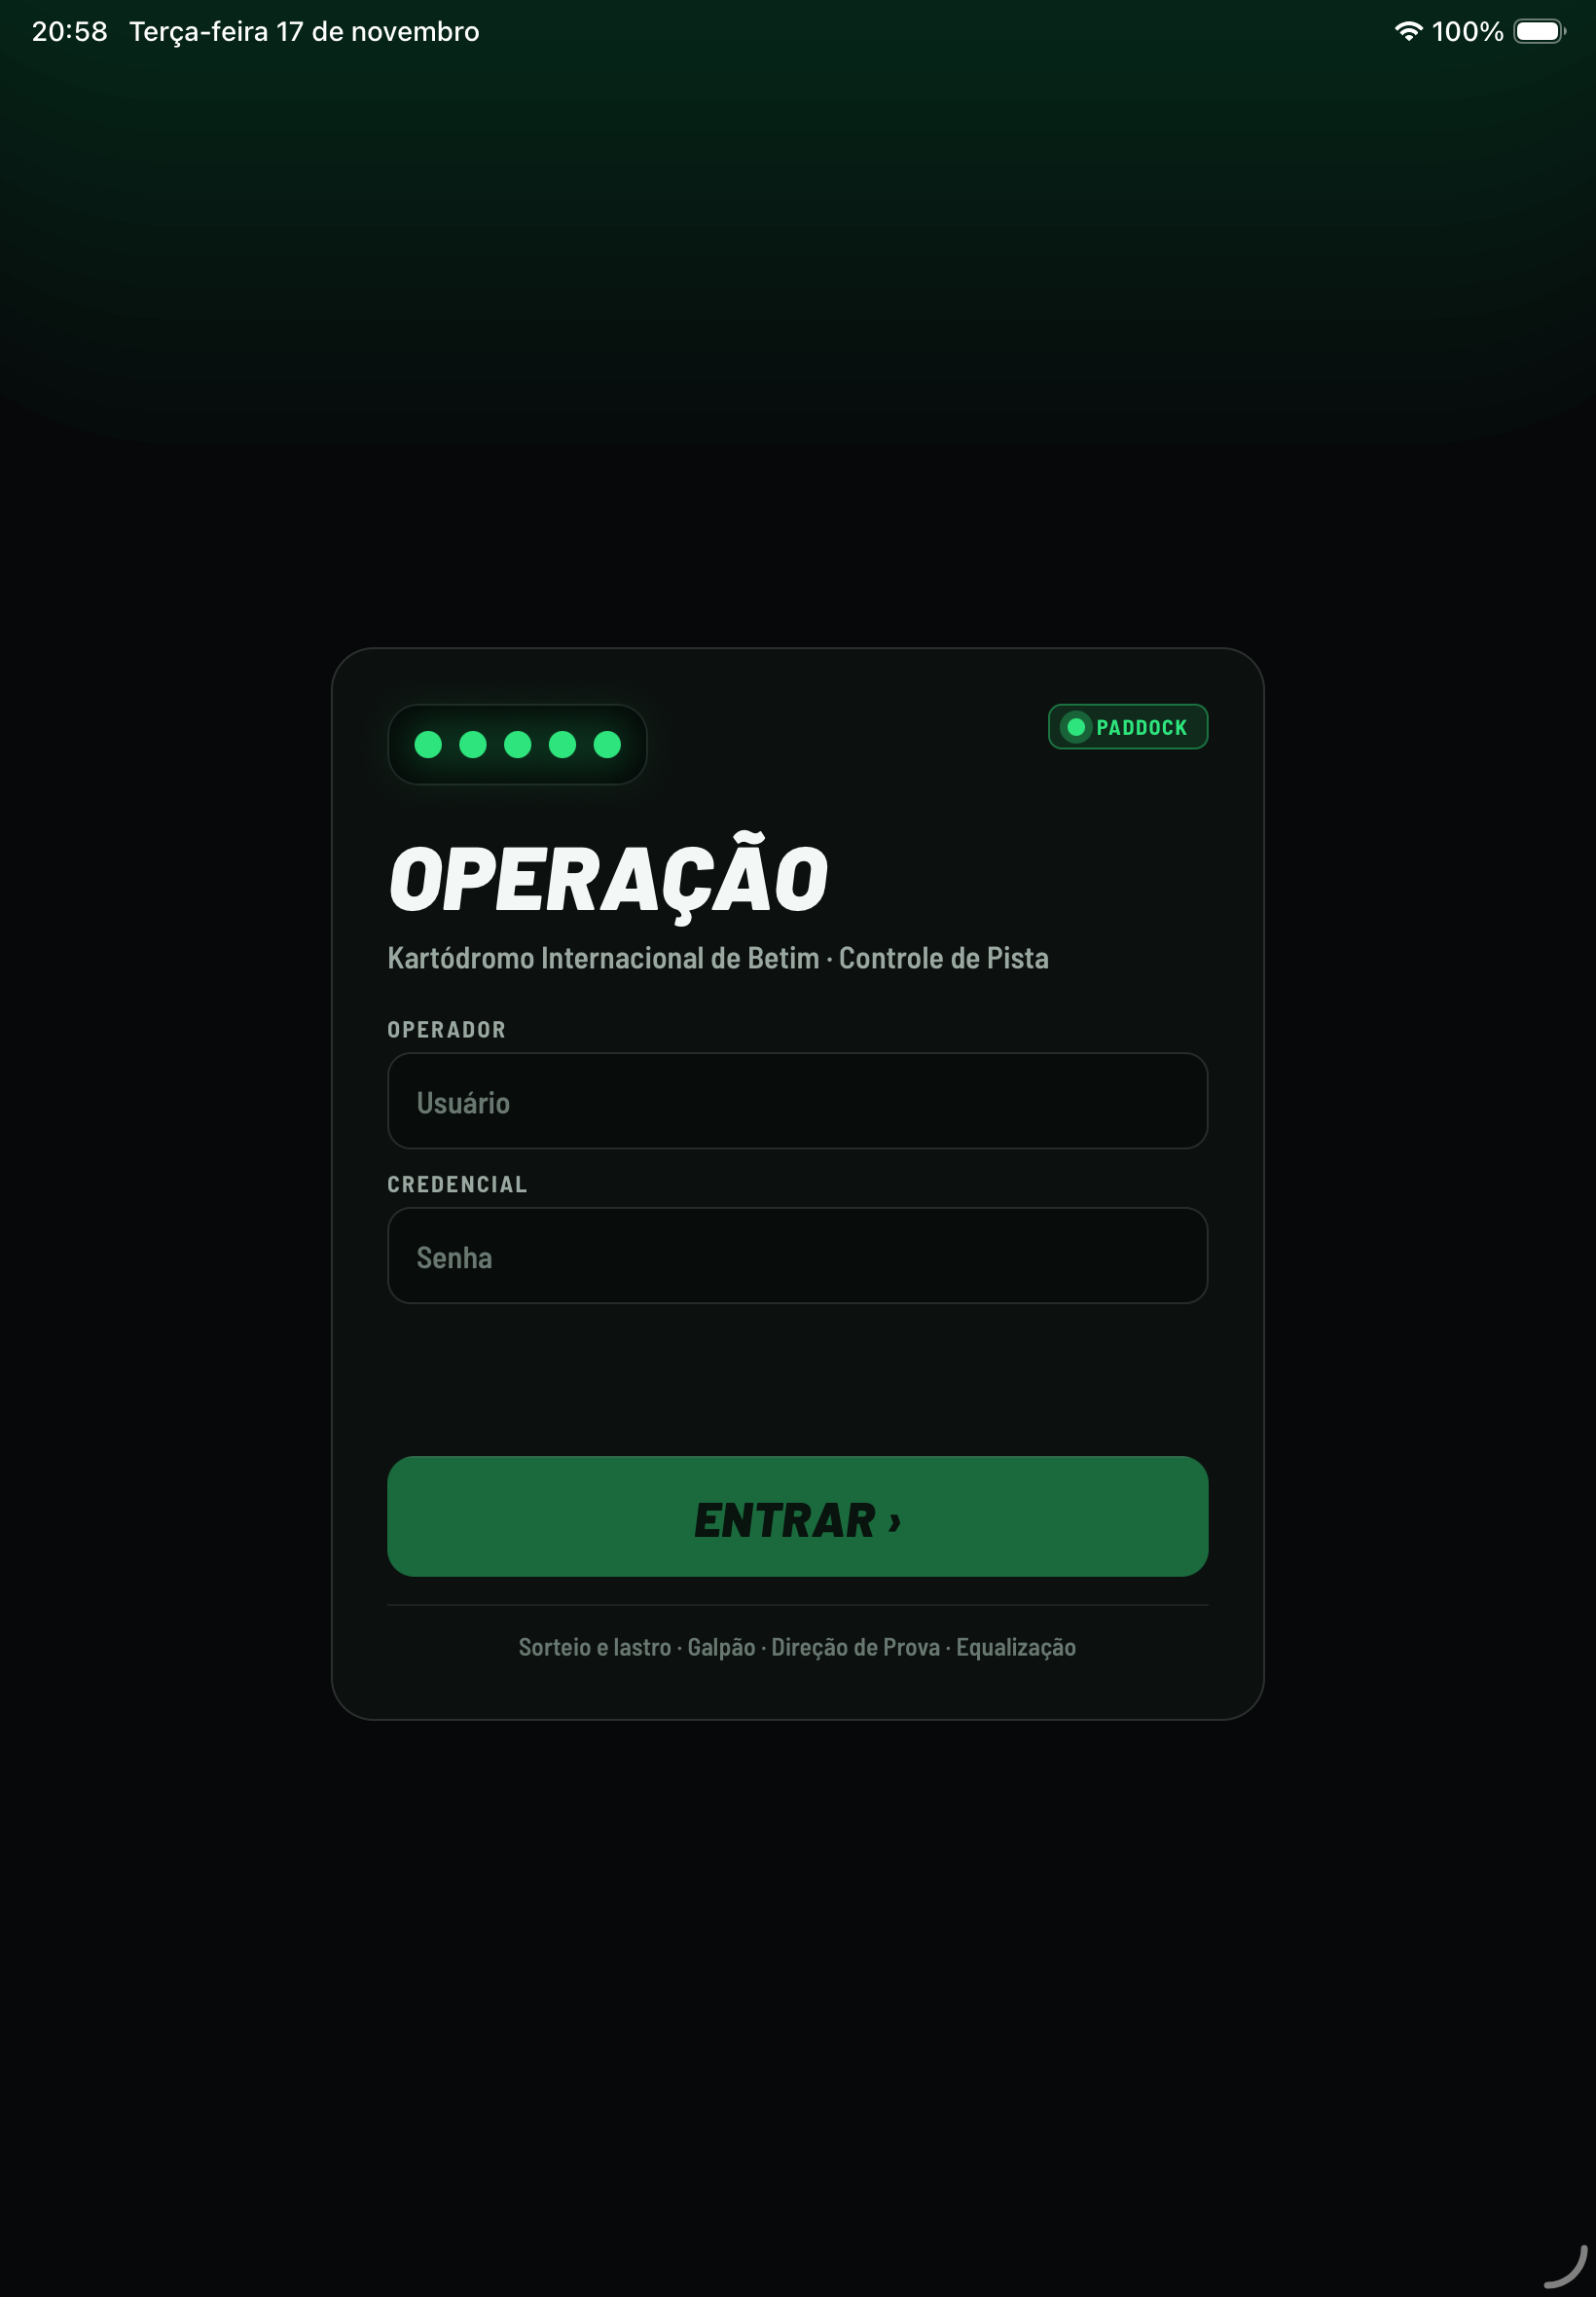 20:58 Terça-feira 17 de novembro 100%
PADDOCK
OPERAÇÃO
Kartódromo Internacional de Betim · Controle de Pista
OPERADOR
Usuário
CREDENCIAL
Senha
ENTRAR ›
Sorteio e lastro · Galpão · Direção de Prova · Equalização